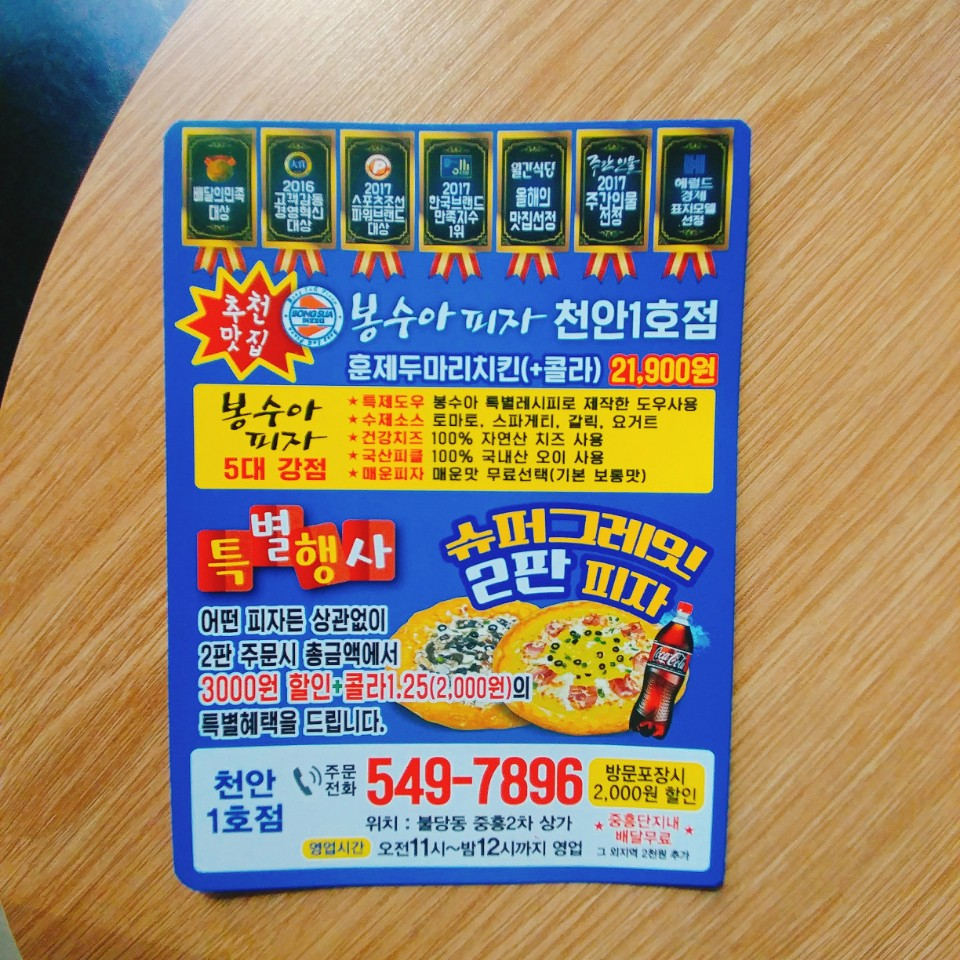 배달의민족
대상
大賞
2016
고객감동
경영혁신
대상
P
2017
스포츠조선
파워브랜드
대상
2017
한국브랜드
만족지수
1위
월간식당
올해의
맛집선정
주간인물
2017
주간인물
선정
헤럴드
경제
표지모델
선정
추천
맛집
BONG SUA
PIZZA
봉수아 피자 천안1호점
훈제두마리치킨(+콜라) 21,900원
봉수아
피자
5대 강점
★특제도우 봉수아 특별레시피로 제작한 도우사용
★수제소스 토마토, 스파게티, 갈릭, 요거트
★건강치즈 100% 자연산 치즈 사용
★국산피클 100% 국내산 오이 사용
★매운피자 매운맛 무료선택(기본 보통맛)
특별행사
슈퍼그레잇
2판 피자
어떤 피자든 상관없이
2판 주문시 총금액에서
3000원 할인+콜라1.25(2,000원)의
특별혜택을 드립니다.
Coca-Cola
천안
1호점
주문
전화
549-7896
방문포장시
2,000원 할인
위치 : 불당동 중흥2차 상가
★중흥단지내★
배달무료
그 외지역 2천원 추가
영업시간 오전11시~밤12시까지 영업